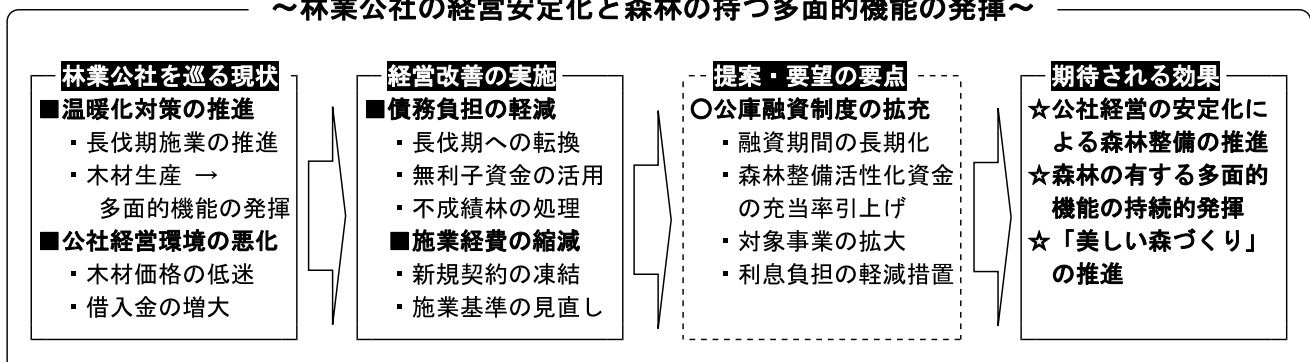 ～林業公社の経営安定化と森林の持つ多面的機能の発揮～
林業公社を巡る現状
■温暖化対策の推進
・長伐期施業の推進
・木材生産 →
多面的機能の発揮
■公社経営環境の悪化
・木材価格の低迷
・借入金の増大
経営改善の実施
■債務負担の軽減
・長伐期への転換
・無利子資金の活用
・不成績林の処理
■施業経費の縮減
・新規契約の凍結
・施業基準の見直し
提案・要望の要点
○公庫融資制度の拡充
・融資期間の長期化
・森林整備活性化資金
の充当率引上げ
・対象事業の拡大
・利息負担の軽減措置
期待される効果
☆公社経営の安定化に
よる森林整備の推進
☆森林の有する多面的
機能の持続的発揮
☆「美しい森づくり」
の推進